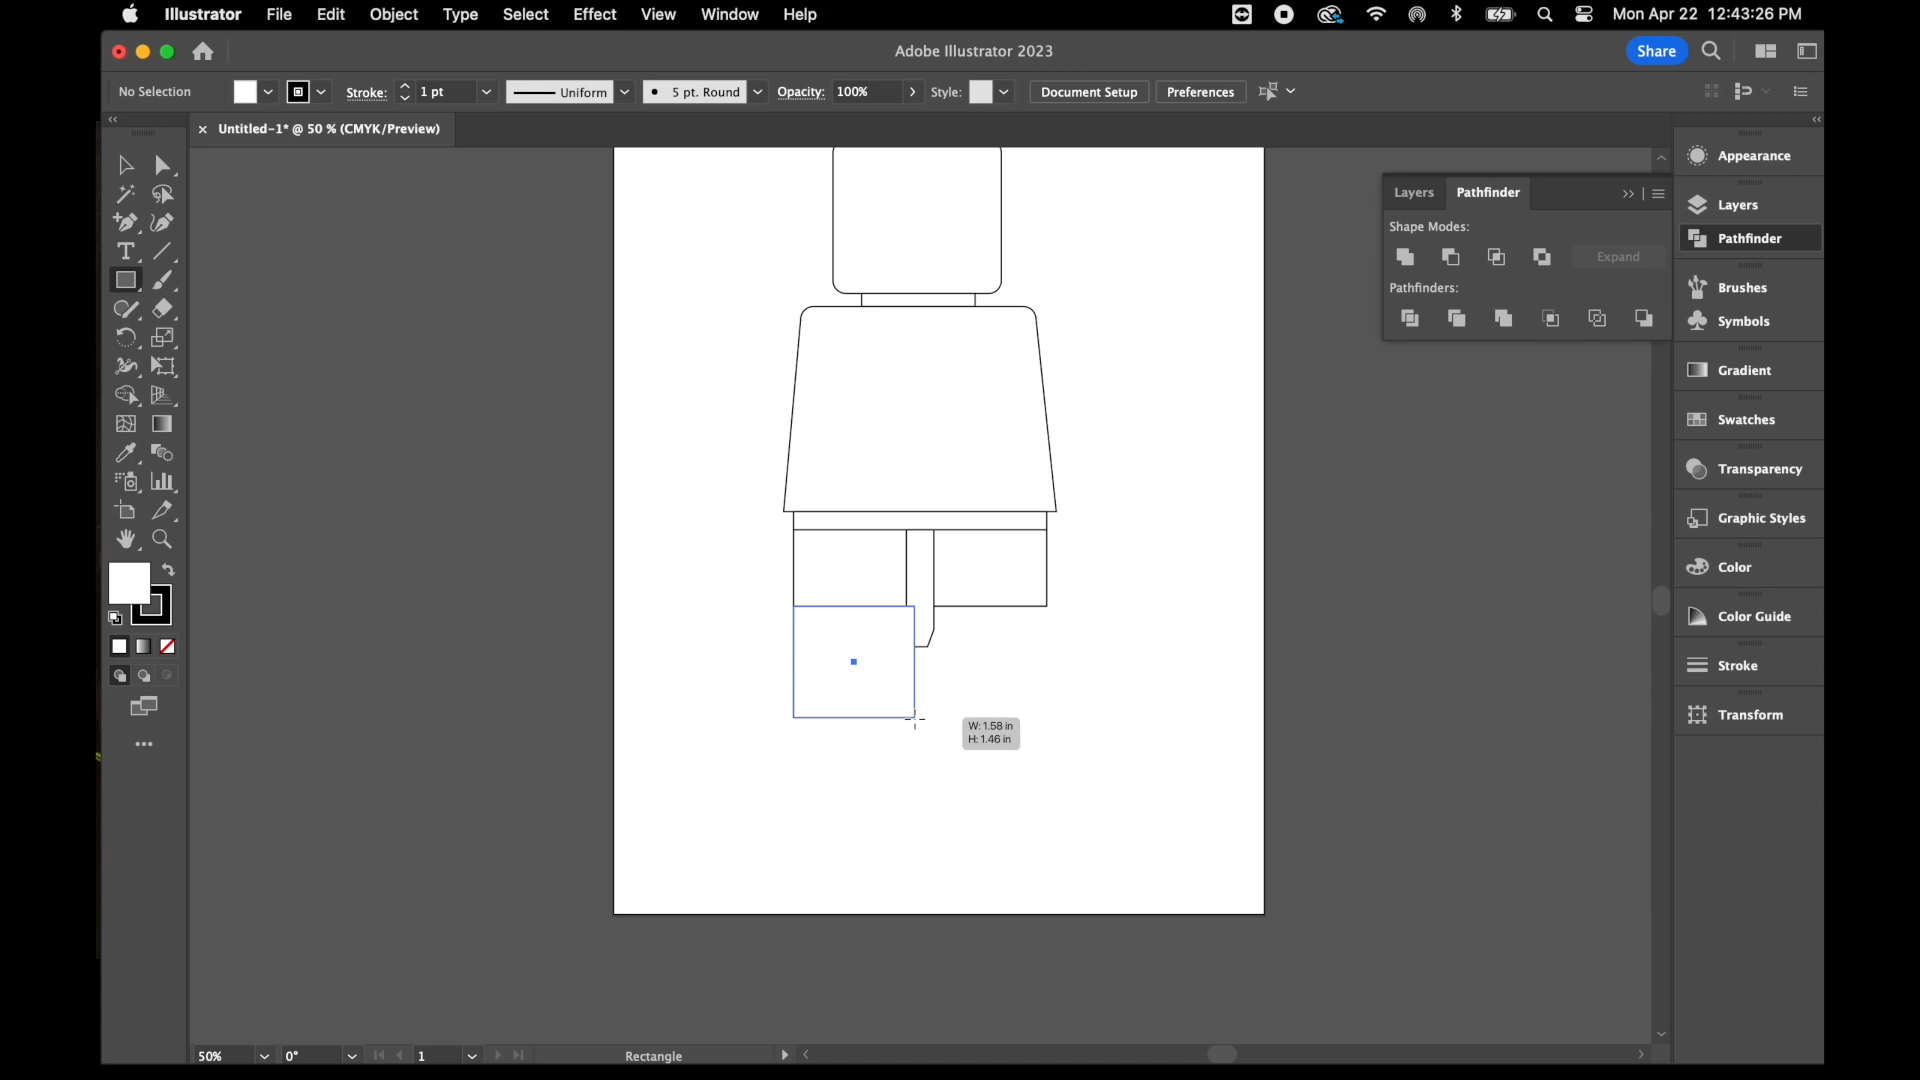 Illustrator File Edit Object Type Select Effect View Window Help Mon Apr 22 12:43:26 PM
Adobe Illustrator 2023 Share
No Selection Stroke: 1 pt Uniform 5 pt. Round Opacity: 100% Style: Document Setup Preferences
Untitled-1* @ 50 % (CMYK/Preview)
Layers Pathfinder
Shape Modes:
Expand
Pathfinders:
Appearance
Layers
Pathfinder
Brushes
Symbols
Gradient
Swatches
Transparency
Graphic Styles
Color
Color Guide
Stroke
Transform
W: 1.58 in
H: 1.46 in
50% 0° 1 Rectangle